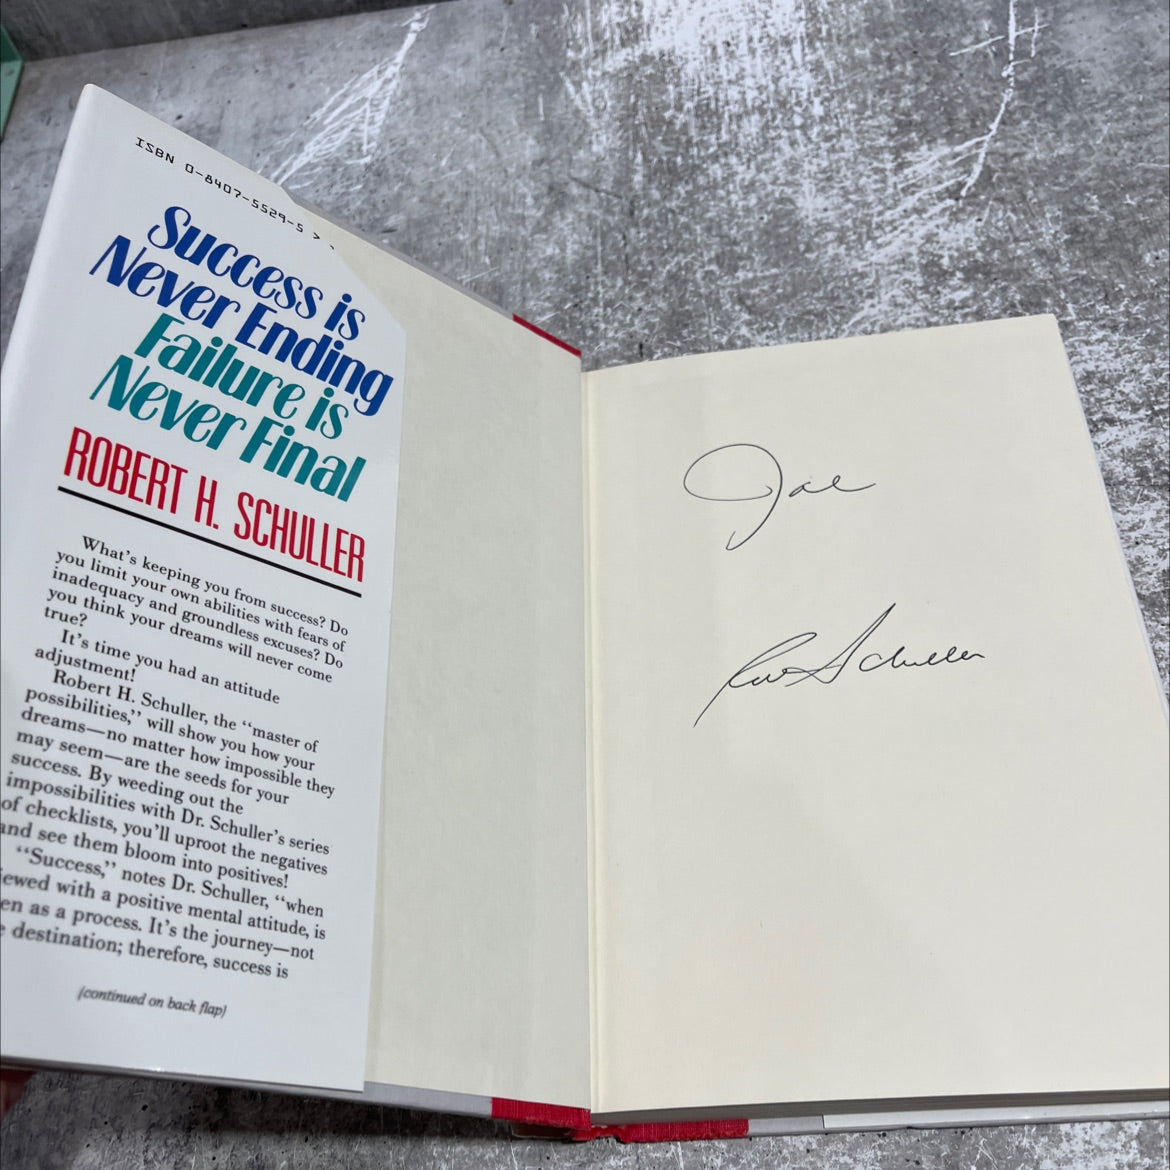 ISBN 0-8407-5529-5 >
Success is
Never Ending
Failure is
Never Final
ROBERT H. SCHULLER
What's keeping you from success? Do
you limit your own abilities with fears of
inadequacy and groundless excuses? Do
you think your dreams will never come
true?
It's time you had an attitude
adjustment!
Robert H. Schuller, the "master of
possibilities," will show you how your
dreams—no matter how impossible they
may seem—are the seeds for your
success. By weeding out the
impossibilities with Dr. Schuller's series
of checklists, you'll uproot the negatives
and see them bloom into positives!
"Success," notes Dr. Schuller, "when
iewed with a positive mental attitude, is
en as a process. It's the journey—not
e destination; therefore, success is
(continued on back flap)
Schuller